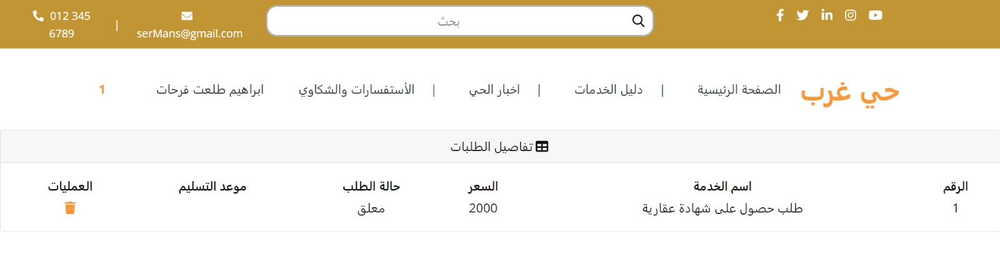 012 345
6789
|
serMans@gmail.com
بحث
حي غرب
الصفحة الرئيسية | دليل الخدمات | اخبار الحي | الأستفسارات والشكاوي ابراهيم طلعت فرحات 1
تفاصيل الطلبات
الرقم اسم الخدمة السعر حالة الطلب موعد التسليم العمليات
1 طلب حصول على شهادة عقارية 2000 معلق